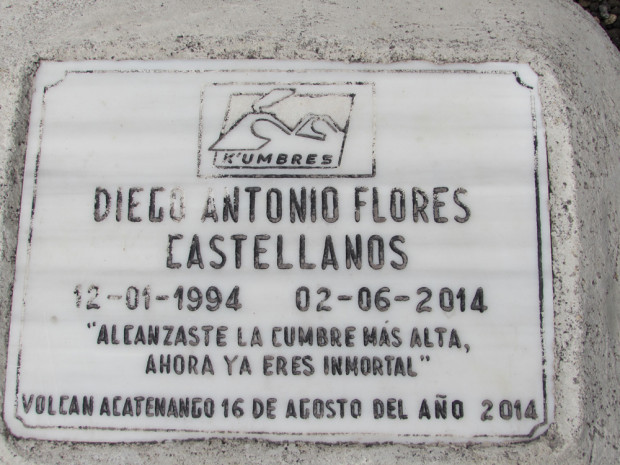 K'UMBRES
DIEGO ANTONIO FLORES
CASTELLANOS
12-01-1994 02-06-2014
"ALCANZASTE LA CUMBRE MÁS ALTA,
AHORA YA ERES INMORTAL"
VOLCAN ACATENANGO 16 DE AGOSTO DEL AÑO 2014